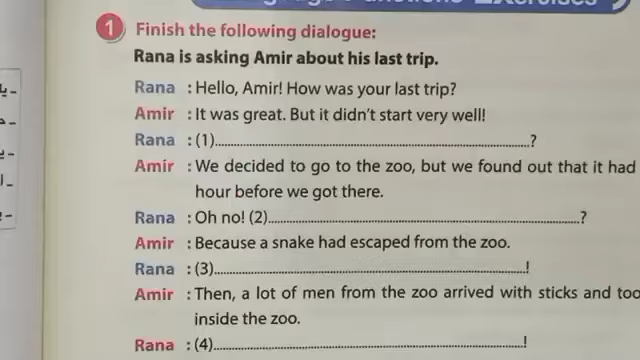 Exercises
1 Finish the following dialogue:
Rana is asking Amir about his last trip.
Rana : Hello, Amir! How was your last trip?
Amir : It was great. But it didn't start very well!
Rana : (1)..........?
Amir : We decided to go to the zoo, but we found out that it had
hour before we got there.
Rana : Oh no! (2)..........?
Amir : Because a snake had escaped from the zoo.
Rana : (3)..........!
Amir : Then, a lot of men from the zoo arrived with sticks and
inside the zoo.
Rana : (4)..........!